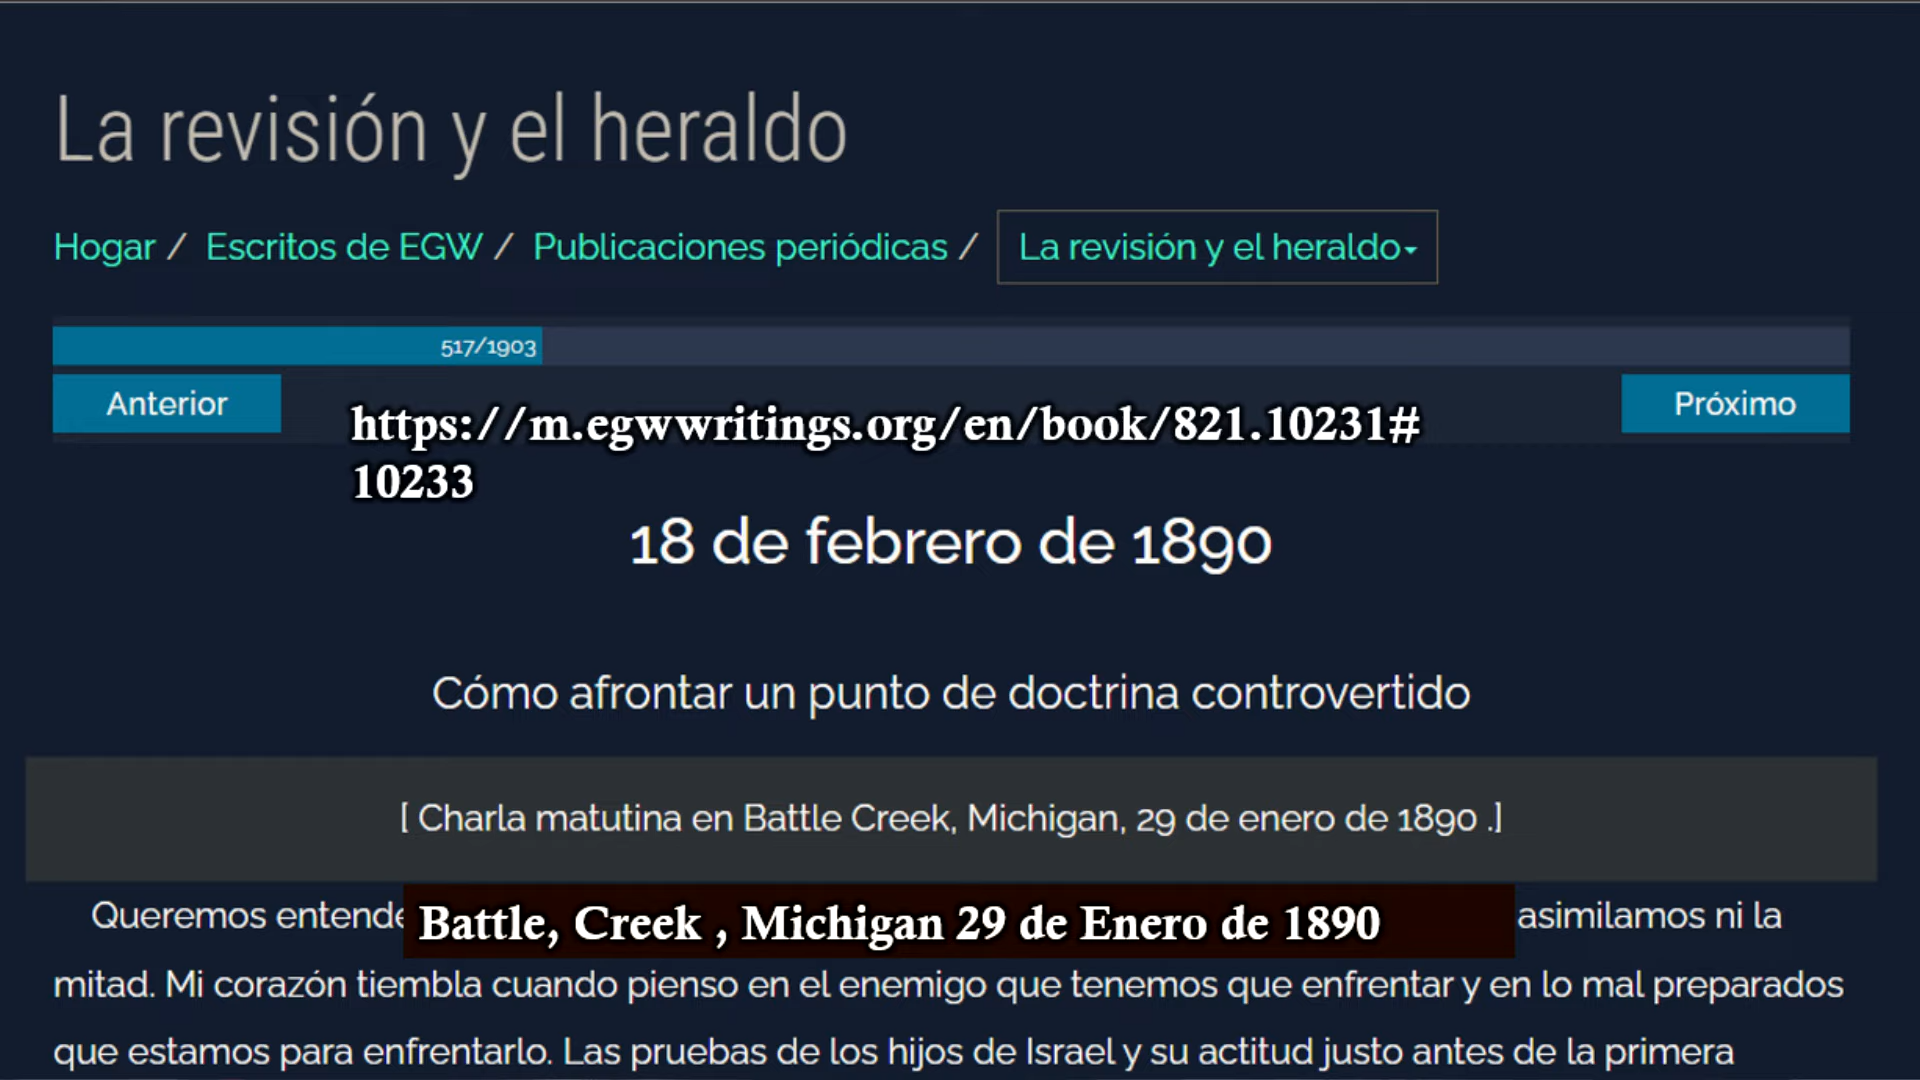 La revisión y el heraldo
Hogar / Escritos de EGW / Publicaciones periódicas / La revisión y el heraldo
517/1903
Anterior
Próximo
https://m.egwwritings.org/en/book/821.10231#
10233
18 de febrero de 1890
Cómo afrontar un punto de doctrina controvertido
[ Charla matutina en Battle Creek, Michigan, 29 de enero de 1890 .]
Queremos entende Battle, Creek , Michigan 29 de Enero de 1890 asimilamos ni la
mitad. Mi corazón tiembla cuando pienso en el enemigo que tenemos que enfrentar y en lo mal preparados
que estamos para enfrentarlo. Las pruebas de los hijos de Israel y su actitud justo antes de la primera